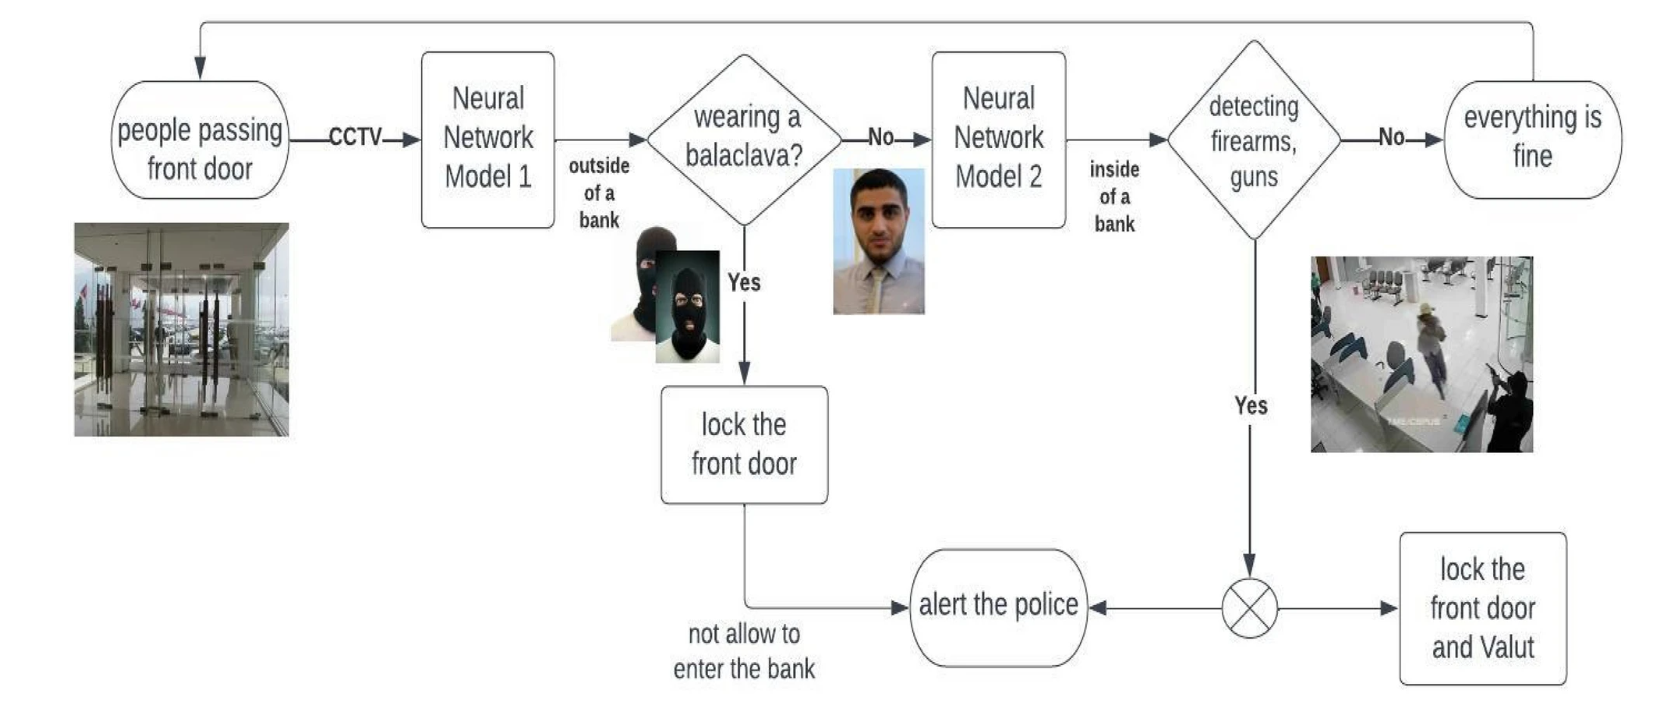 people passing
front door
CCTV
Neural
Network
Model 1
outside
of a
bank
wearing a
balaclava?
No
Neural
Network
Model 2
inside
of a
bank
detecting
firearms,
guns
No
everything is
fine
Yes
lock the
front door
Yes
not allow to
enter the bank
alert the police
lock the
front door
and Valut